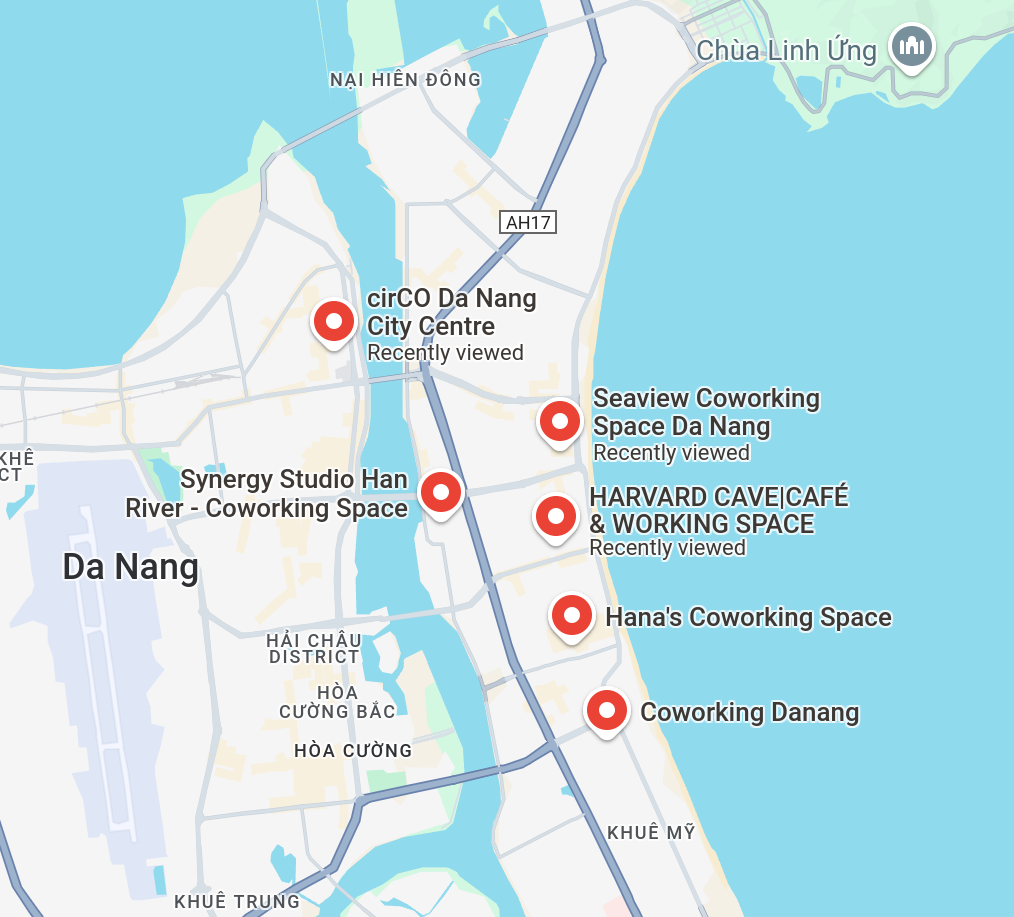 Chùa Linh Ứng
NẠI HIÊN ĐÔNG
AH17
cirCO Da Nang
City Centre
Recently viewed
Seaview Coworking
Space Da Nang
Recently viewed
KHÊ
CT
Synergy Studio Han
River - Coworking Space
HARVARD CAVE|CAFÉ
& WORKING SPACE
Recently viewed
Da Nang
Hana's Coworking Space
HẢI CHÂU
DISTRICT
HÒA
CƯỜNG BẮC
Coworking Danang
HÒA CƯỜNG
KHUÊ MỸ
KHUÊ TRUNG